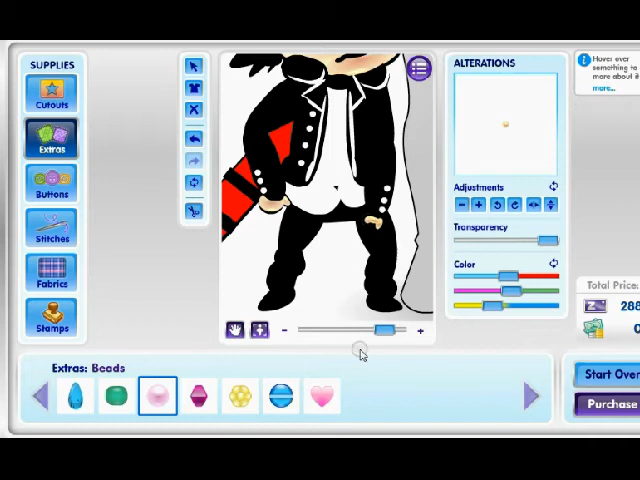 SUPPLIES
Cutouts
Extras
Buttons
Stitches
Fabrics
Stamps
ALTERATIONS
Adjustments
Transparency
Color
Hover over
something to
more about it
more...
Total Price:
Z 288
Start Over
Purchase
Extras: Beads